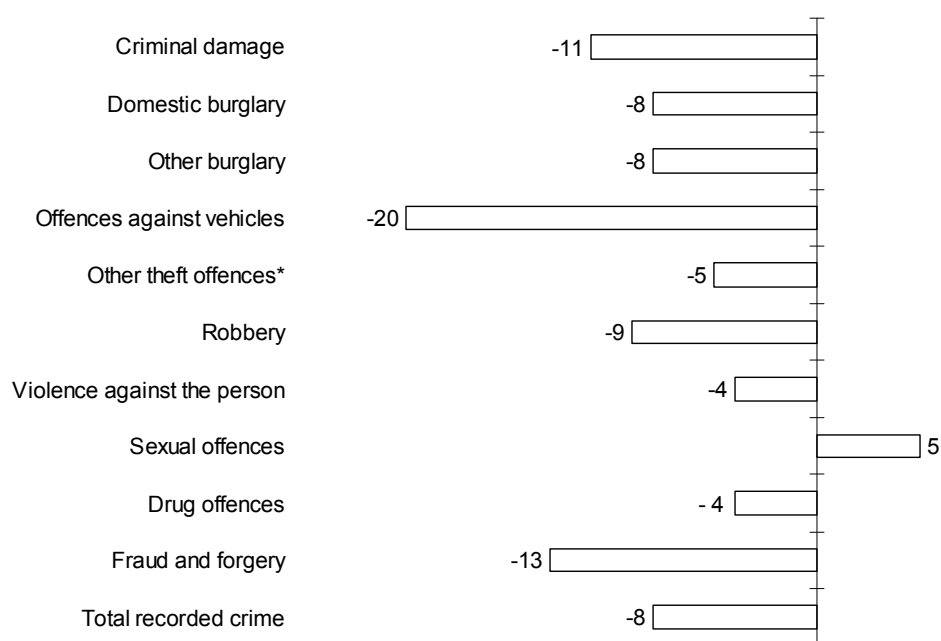 Criminal damage -11
Domestic burglary -8
Other burglary -8
Offences against vehicles -20
Other theft offences* -5
Robbery -9
Violence against the person -4
Sexual offences 5
Drug offences - 4
Fraud and forgery -13
Total recorded crime -8